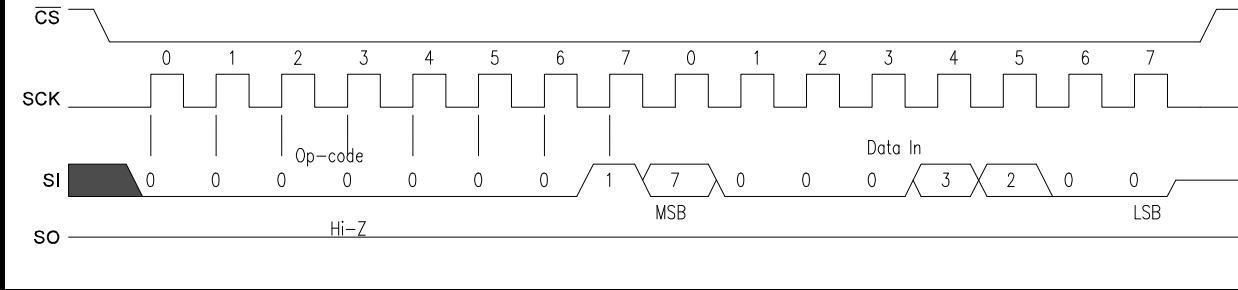 CS
0 1 2 3 4 5 6 7 0 1 2 3 4 5 6 7
SCK
Op-code Data In
SI 0 0 0 0 0 0 0 1 7 0 0 0 3 2 0 0
MSB LSB
Hi-Z
SO